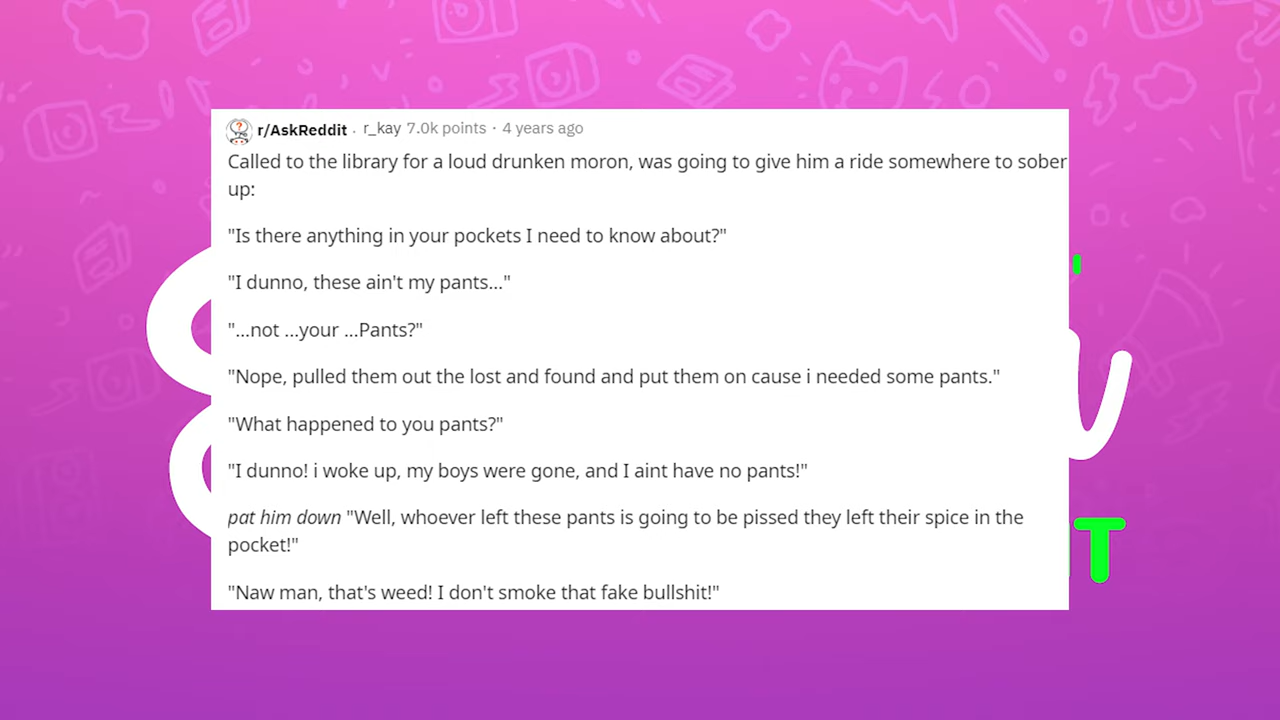 r/AskReddit · r_kay 7.0k points · 4 years ago
Called to the library for a loud drunken moron, was going to give him a ride somewhere to sober
up:
"Is there anything in your pockets I need to know about?"
"I dunno, these ain't my pants..."
"...not ...your ...Pants?"
"Nope, pulled them out the lost and found and put them on cause i needed some pants."
"What happened to you pants?"
"I dunno! i woke up, my boys were gone, and I aint have no pants!"
pat him down "Well, whoever left these pants is going to be pissed they left their spice in the
pocket!"
"Naw man, that's weed! I don't smoke that fake bullshit!"
T